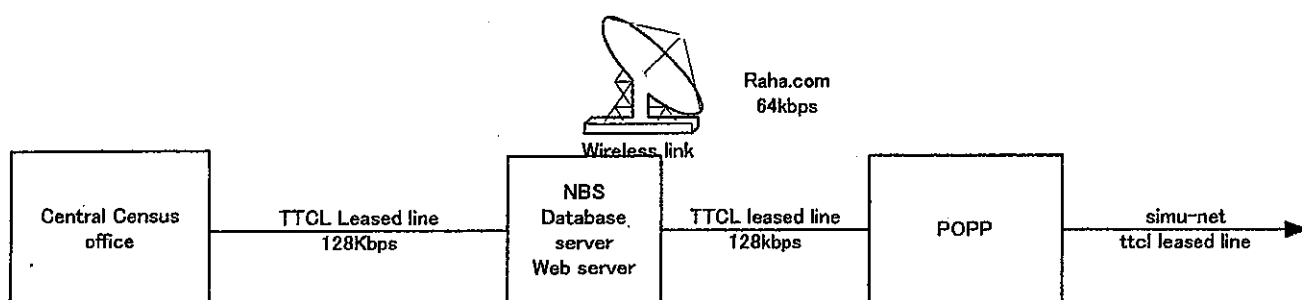 Raha.com
64kbps
Wireless link
Central Census
office
TTCL Leased line
128Kbps
NBS
Database
server
Web server
TTCL leased line
128kbps
POPP
simu-net
ttcl leased line